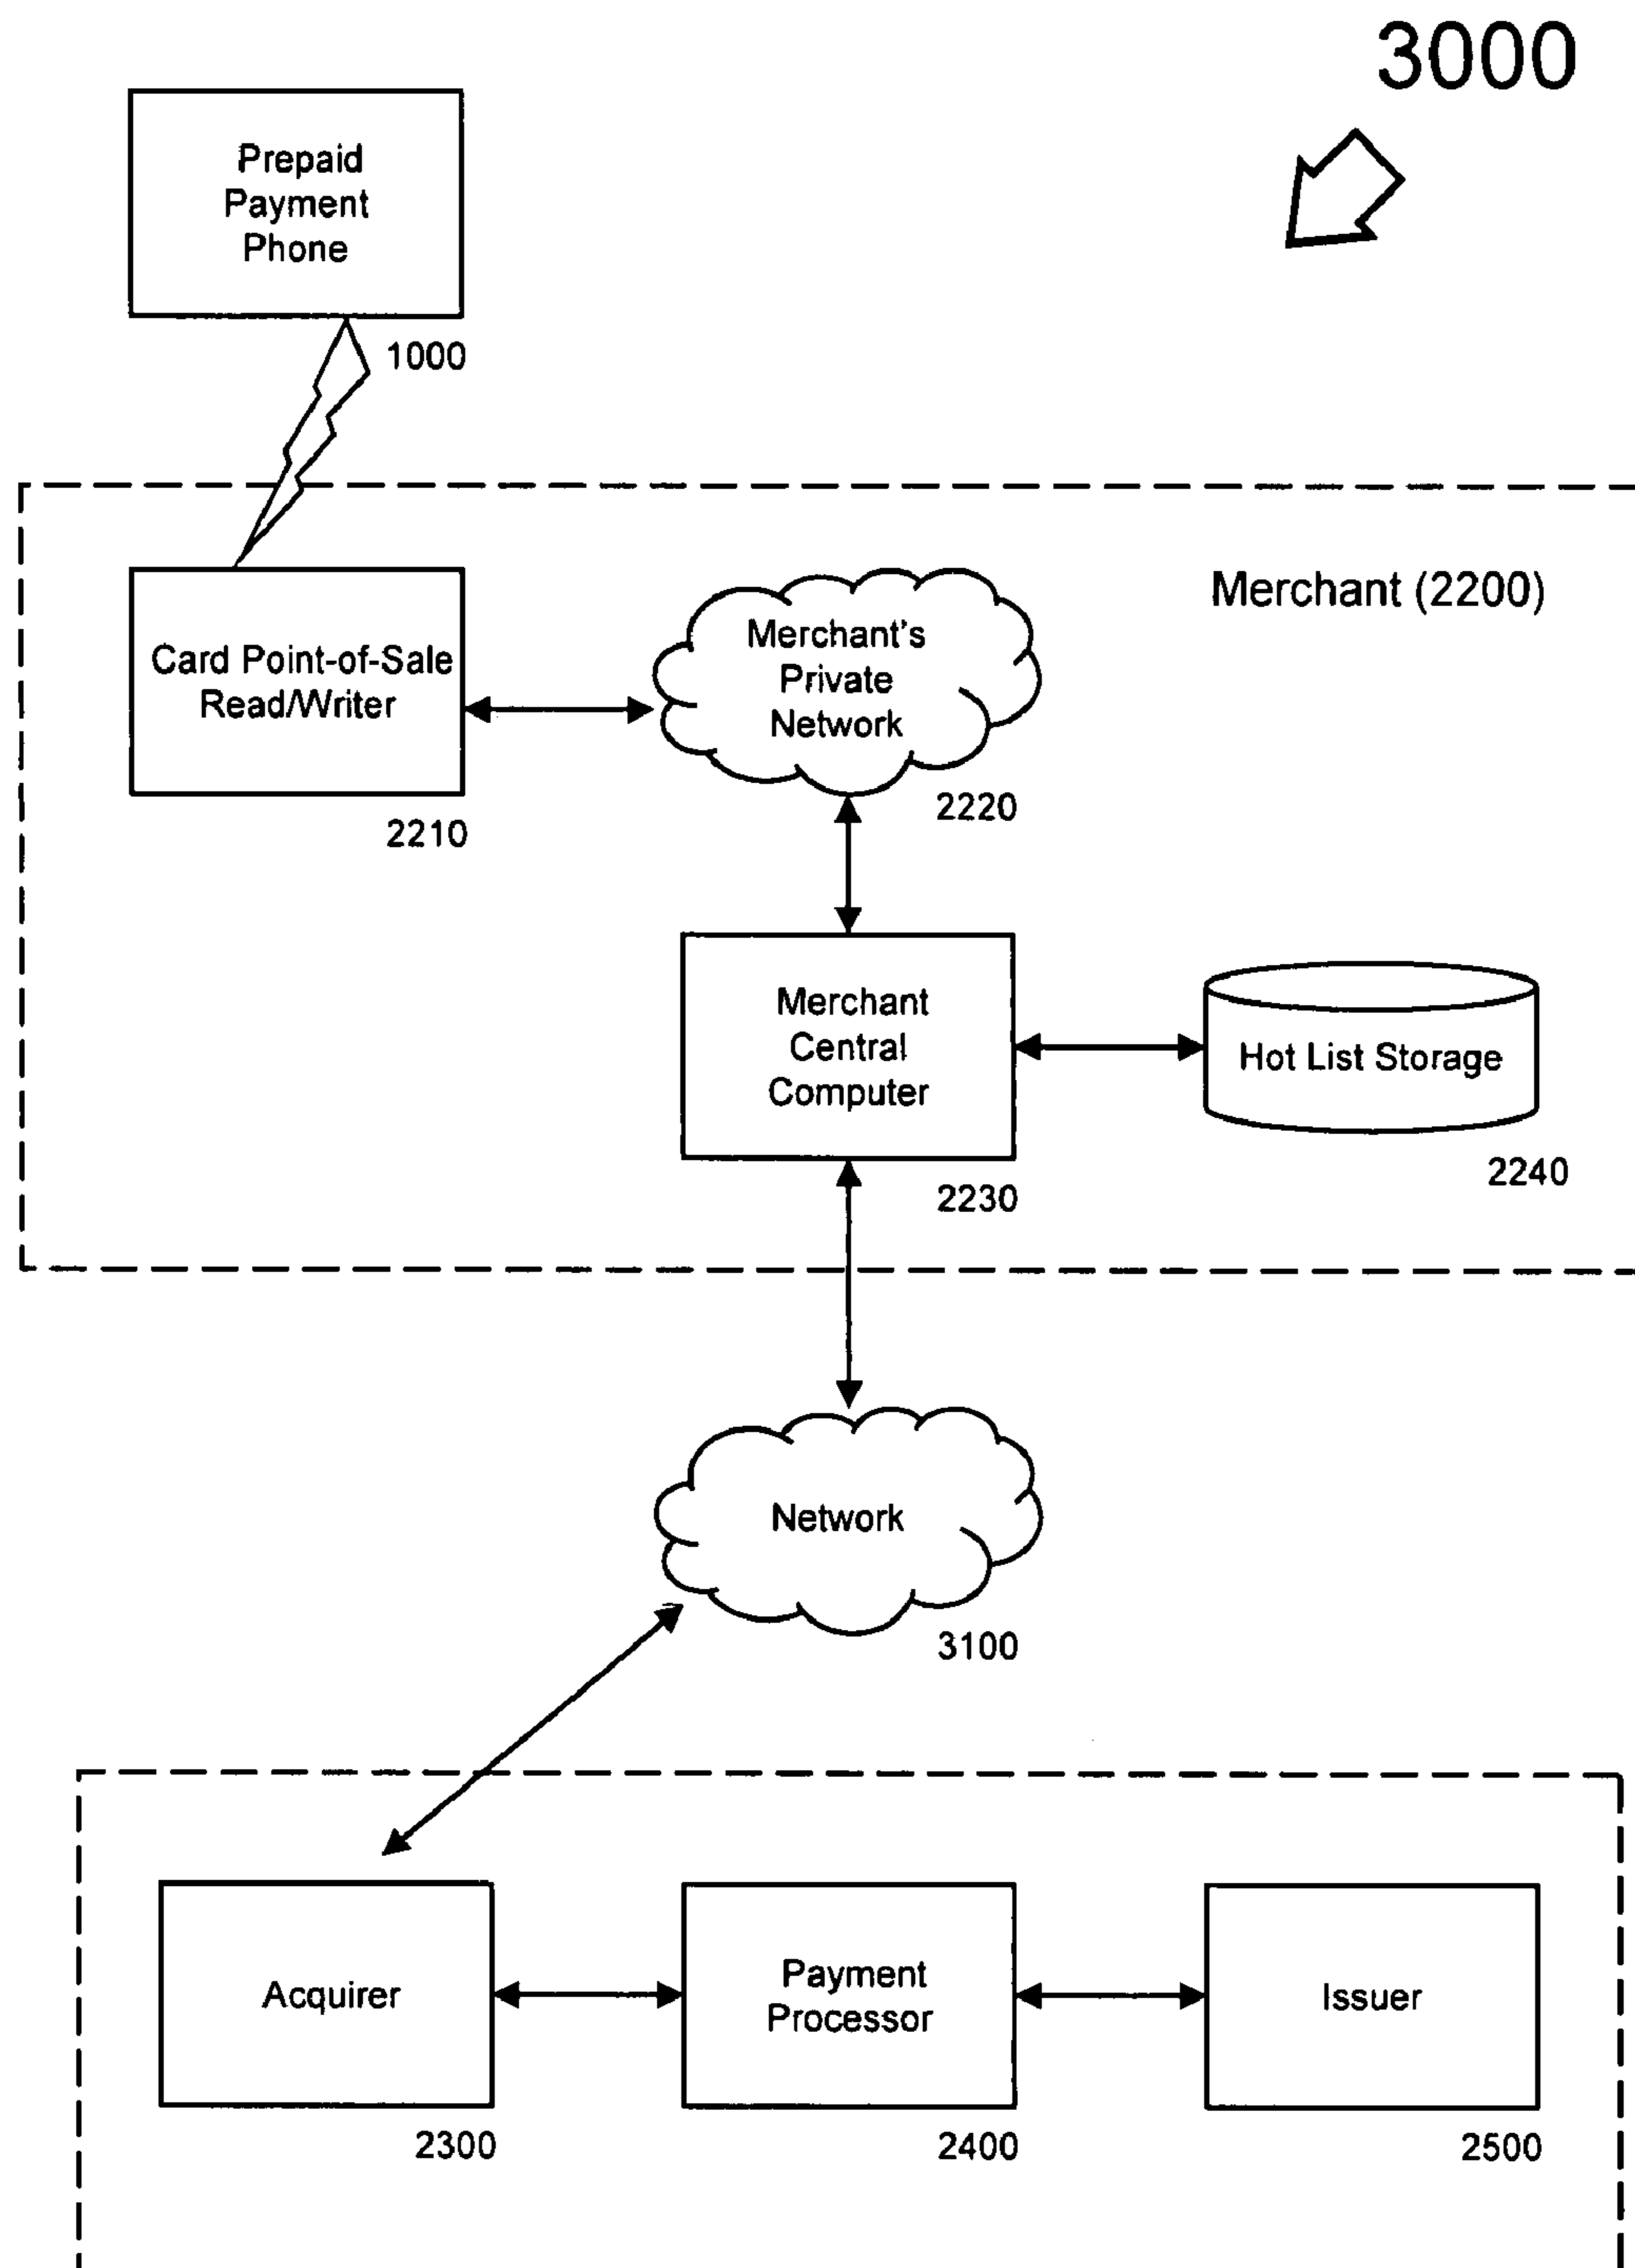 3000
Prepaid
Payment
Phone
1000
Merchant (2200)
Card Point-of-Sale
Read/Writer
2210
Merchant's
Private
Network
2220
Merchant
Central
Computer
2230
Hot List Storage
2240
Network
3100
Acquirer
2300
Payment
Processor
2400
Issuer
2500